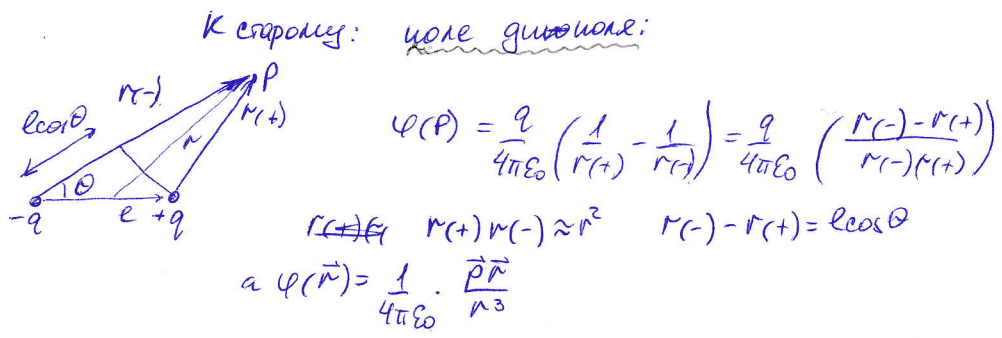 К старому: поле диполя:
P
r(-)
r(+)
lcosθ
r
θ
-q l +q
φ(P) = q/4πε₀ (1/r(+) - 1/r(-)) = q/4πε₀ (r(-) - r(+)/r(-)r(+))
r(+)r(-) ≈ r² r(-) - r(+) = lcosθ
а φ(r⃗) = 1/4πε₀ · p⃗r⃗/r³